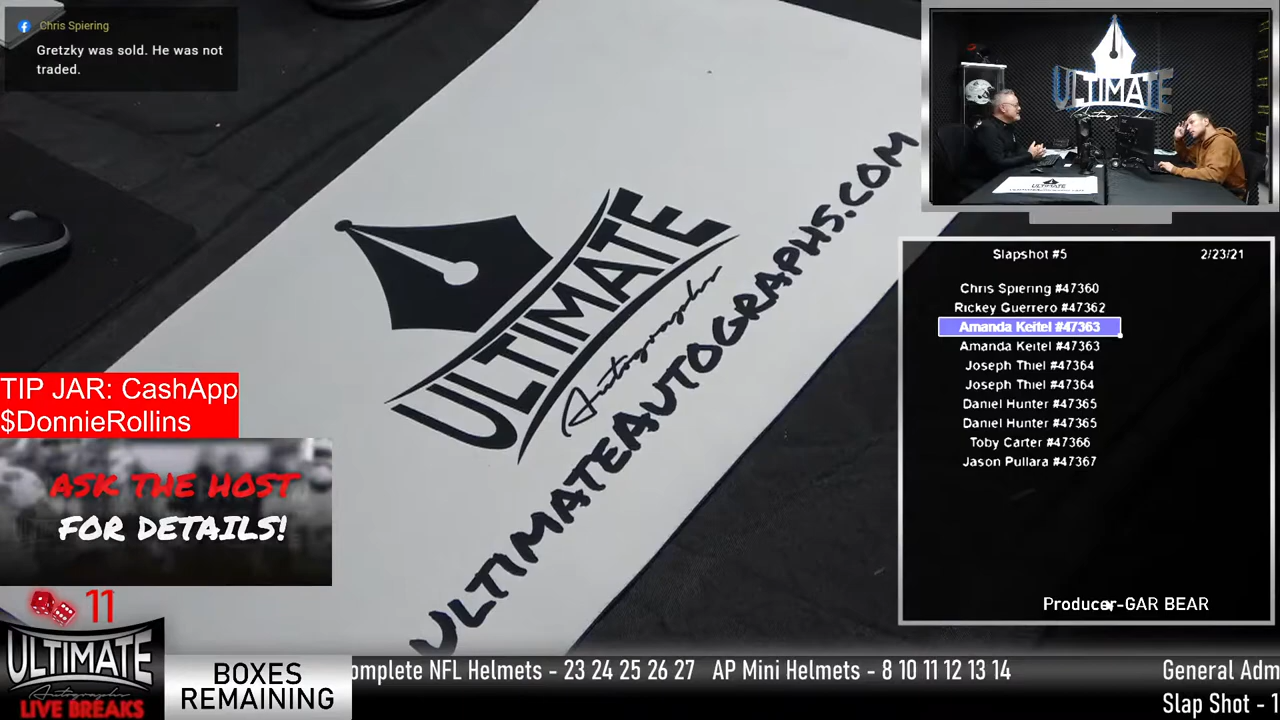 Chris Spiering
Gretzky was sold. He was not
traded.
ULTIMATE
Autographs
ULTIMATEAUTOGRAPHS.COM
ULTIMATE
Autographs
Slapshot #5 2/23/21
Chris Spiering #47360
Rickey Guerrero #47362
Amanda Keitel #47363
Amanda Keitel #47363
Joseph Thiel #47364
Joseph Thiel #47364
Daniel Hunter #47365
Daniel Hunter #47365
Toby Carter #47366
Jason Pullara #47367
Producer-GAR BEAR
TIP JAR: CashApp
$DonnieRollins
ASK THE HOST
FOR DETAILS!
11
ULTIMATE
Autographs
LIVE BREAKS
BOXES
REMAINING
omplete NFL Helmets - 23 24 25 26 27 AP Mini Helmets - 8 10 11 12 13 14
General Adm
Slap Shot - 1